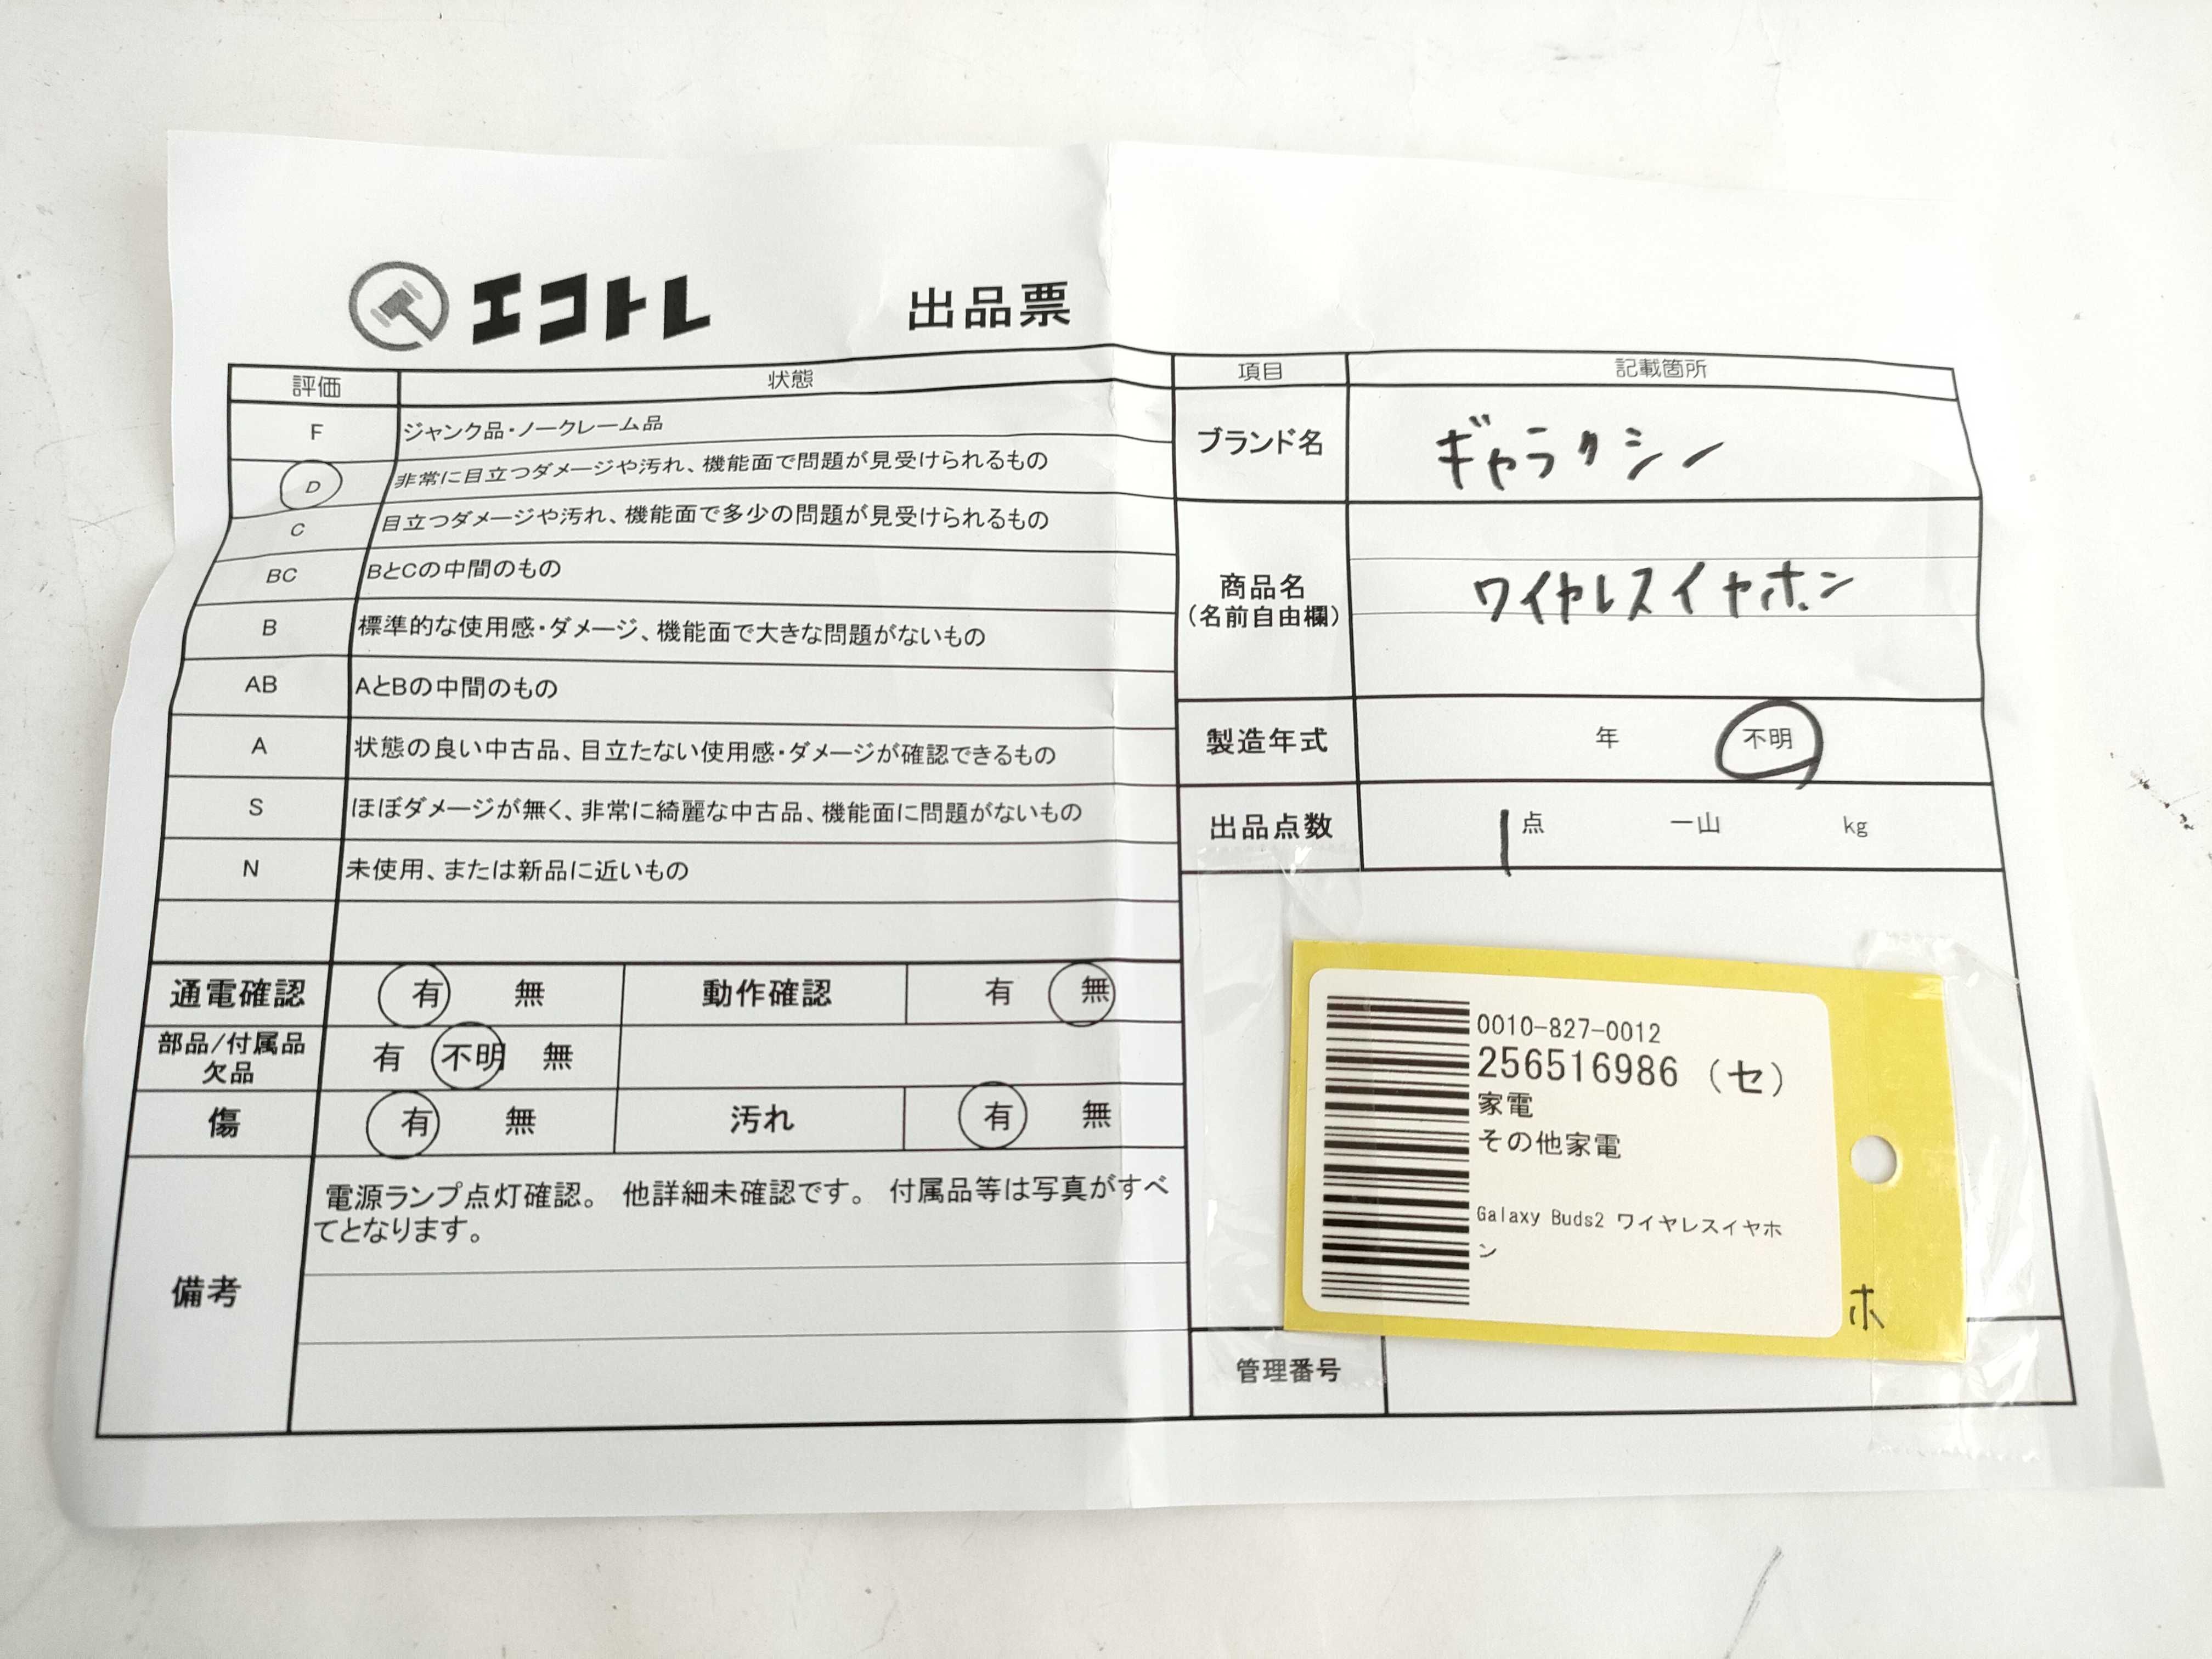 エコトレ 出品票
評価 状態
F ジャンク品・ノークレーム品
D 非常に目立つダメージや汚れ、機能面で問題が見受けられるもの
C 目立つダメージや汚れ、機能面で多少の問題が見受けられるもの
BC BとCの中間のもの
B 標準的な使用感・ダメージ、機能面で大きな問題がないもの
AB AとBの中間のもの
A 状態の良い中古品、目立たない使用感・ダメージが確認できるもの
S ほぼダメージが無く、非常に綺麗な中古品、機能面に問題がないもの
N 未使用、または新品に近いもの
通電確認 有 無 動作確認 有 無
部品/付属品
欠品 有 不明 無
傷 有 無 汚れ 有 無
備考
電源ランプ点灯確認。 他詳細未確認です。 付属品等は写真がすべ
てとなります。
項目 記載箇所
ブランド名 ギャラクシー
商品名
(名前自由欄)
ワイヤレスイヤホン
製造年式 年 不明
出品点数 1点 一山 kg
0010-827-0012
256516986 (セ)
家電
その他家電
Galaxy Buds2 ワイヤレスイヤホ
ン
ホ
管理番号